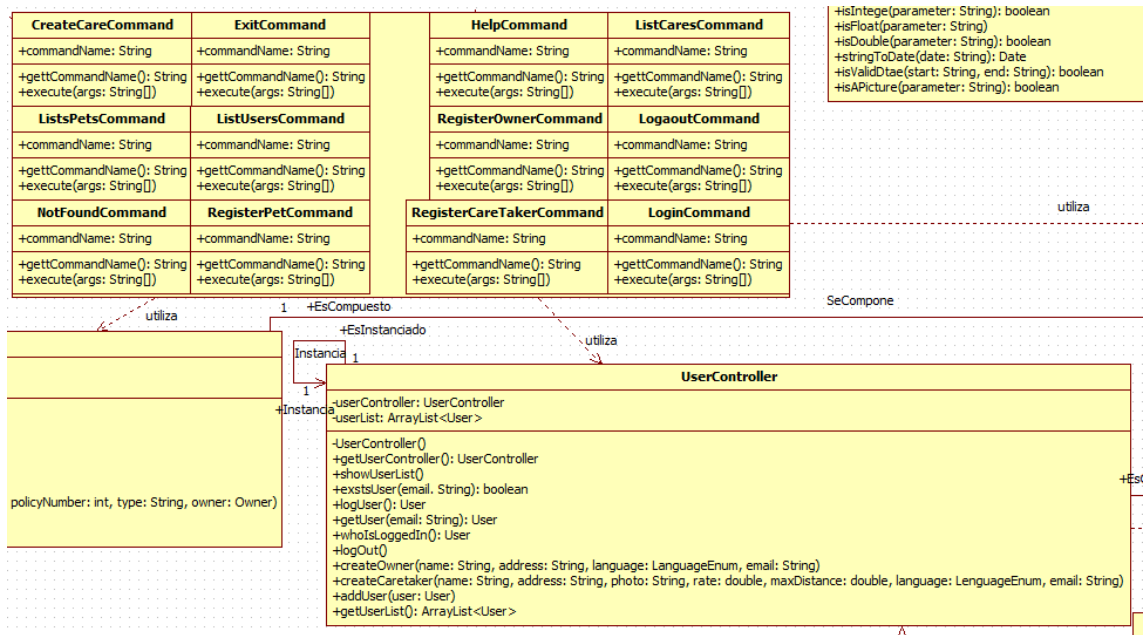 CreateCareCommand
+commandName: String
+gettCommandName(): String
+execute(args: String[])
ExitCommand
+commandName: String
+gettCommandName(): String
+execute(args: String[])
HelpCommand
+commandName: String
+gettCommandName(): String
+execute(args: String[])
ListCaresCommand
+commandName: String
+gettCommandName(): String
+execute(args: String[])
+isIntege(parameter: String): boolean
+isFloat(parameter: String)
+isDouble(parameter: String): boolean
+stringToDate(date: String): Date
+isValidDtae(start: String, end: String): boolean
+isAPicture(parameter: String): boolean
ListsPetsCommand
+commandName: String
+gettCommandName(): String
+execute(args: String[])
ListUsersCommand
+commandName: String
+gettCommandName(): String
+execute(args: String[])
RegisterOwnerCommand
+commandName: String
+gettCommandName(): String
+execute(args: String[])
LogaoutCommand
+commandName: String
+gettCommandName(): String
+execute(args: String[])
NotFoundCommand
+commandName: String
+gettCommandName(): String
+execute(args: String[])
RegisterPetCommand
+commandName: String
+gettCommandName(): String
+execute(args: String[])
RegisterCareTakerCommand
+commandName: String
+gettCommandName(): String
+execute(args: String[])
LoginCommand
+commandName: String
+gettCommandName(): String
+execute(args: String[])
utiliza
utiliza
1
+EsCompuesto
SeCompone
+EsInstanciado
utiliza
Instancia
1
1
+Instancia
policyNumber: int, type: String, owner: Owner)
UserController
-userController: UserController
-userList: ArrayList<User>
-UserController()
+getUserController(): UserController
+showUserList()
+exstsUser(email. String): boolean
+logUser(): User
+getUser(email: String): User
+whoIsLoggedIn(): User
+logOut()
+createOwner(name: String, address: String, language: LanguageEnum, email: String)
+createCaretaker(name: String, address: String, photo: String, rate: double, maxDistance: double, language: LenguageEnum, email: String)
+addUser(user: User)
+getUserList(): ArrayList<User>